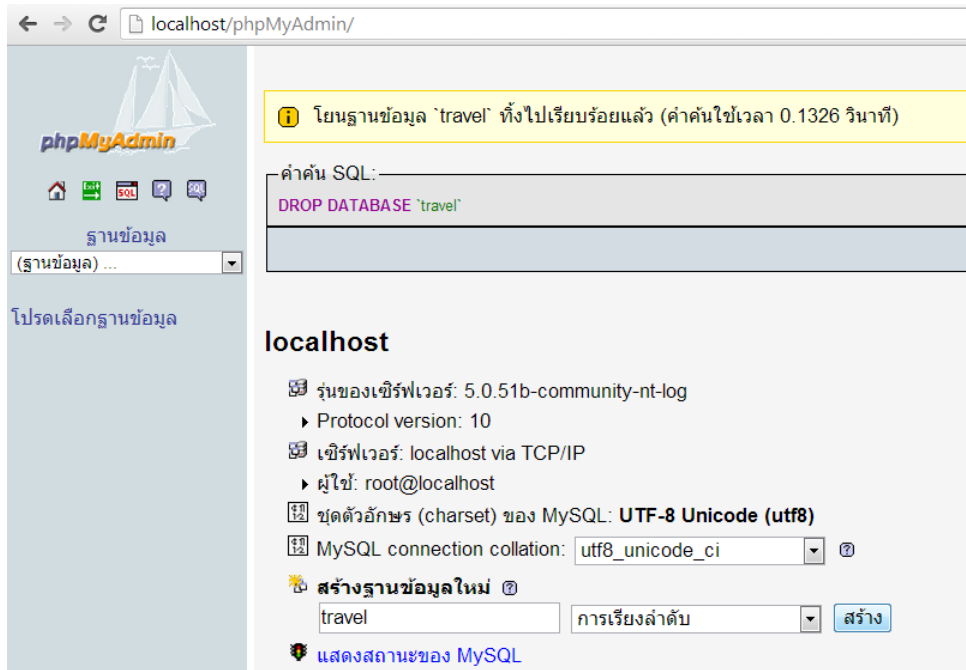 localhost/phpMyAdmin/
phpMyAdmin
Exit
SQL
SQL
ฐานข้อมูล
(ฐานข้อมูล) ...
โปรดเลือกฐานข้อมูล
โยนฐานข้อมูล `travel` ทิ้งไปเรียบร้อยแล้ว (คำค้นใช้เวลา 0.1326 วินาที)
คำค้น SQL:
DROP DATABASE `travel`
localhost
รุ่นของเซิร์ฟเวอร์: 5.0.51b-community-nt-log
Protocol version: 10
เซิร์ฟเวอร์: localhost via TCP/IP
ผู้ใช้: root@localhost
ชุดตัวอักษร (charset) ของ MySQL: UTF-8 Unicode (utf8)
MySQL connection collation: utf8_unicode_ci
สร้างฐานข้อมูลใหม่
travel การเรียงลำดับ สร้าง
แสดงสถานะของ MySQL